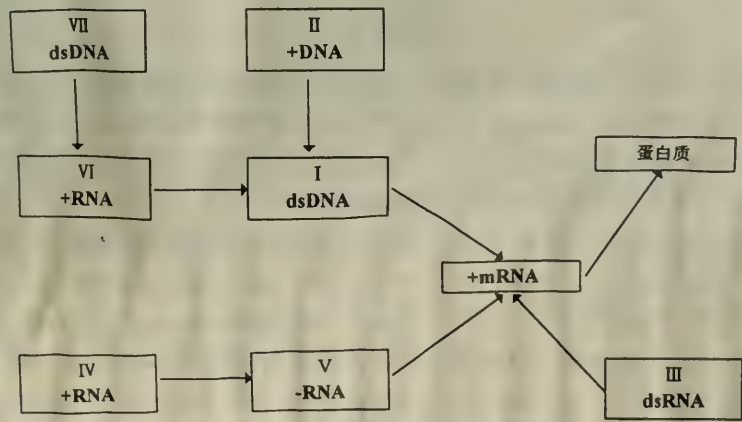 VII
dsDNA
II
+DNA
VI
+RNA
I
dsDNA
蛋白质
+mRNA
IV
+RNA
V
-RNA
III
dsRNA